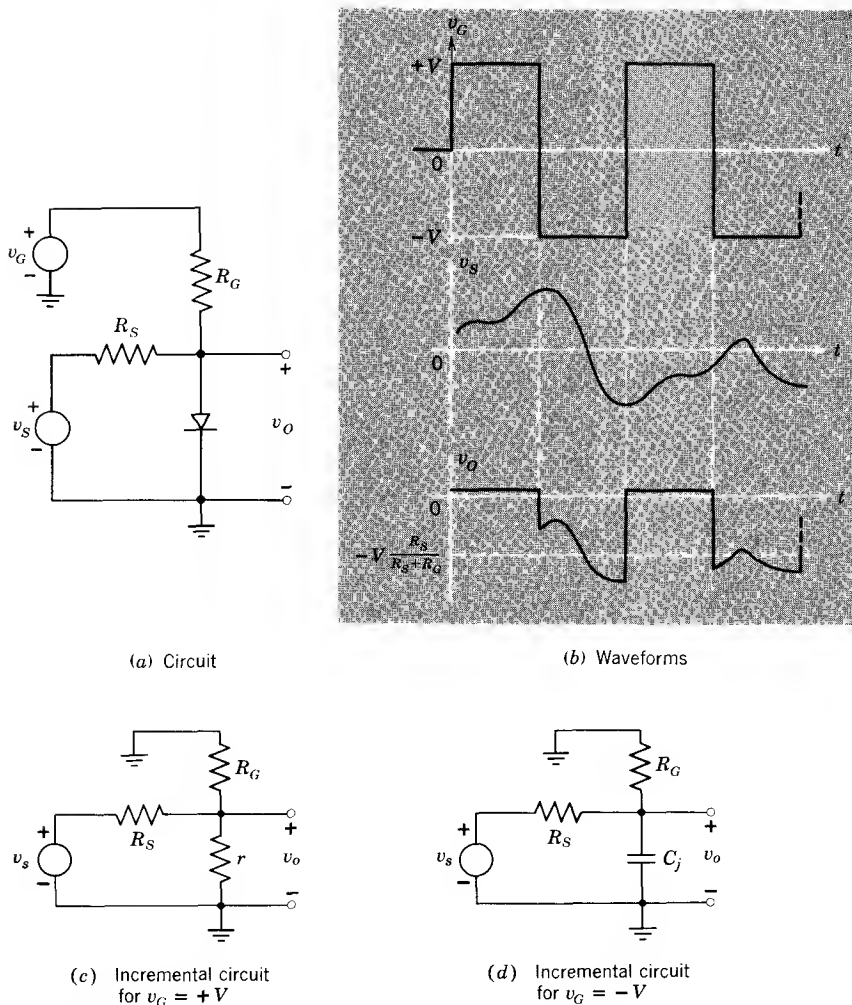 v_G
+V
0
t
−V
v_S
0
t
v_O
0
t
−V R_S/(R_S+R_G)
+
v_G
−
R_G
R_S
+
v_S
−
+
v_O
−
(a) Circuit
(b) Waveforms
R_G
R_S
+
v_s
−
r
+
v_o
−
(c) Incremental circuit
for v_G = +V
R_G
R_S
+
v_s
−
C_j
+
v_o
−
(d) Incremental circuit
for v_G = −V